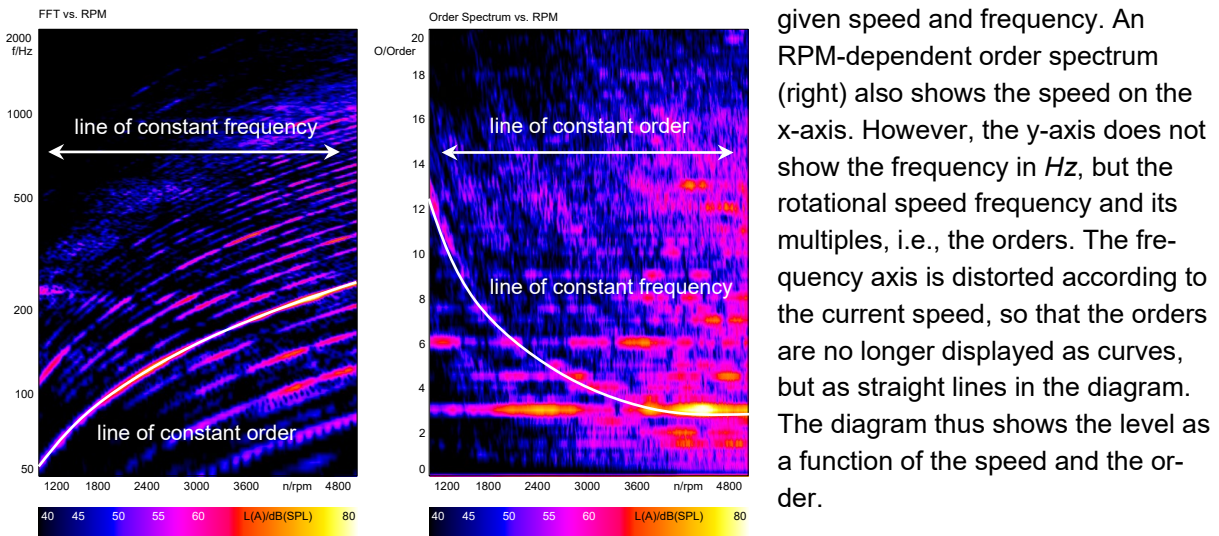 FFT vs. RPM
2000
f/Hz
1000
500
200
100
50
line of constant frequency
line of constant order
1200 1800 2400 3000 3600 n/rpm 4800
40 45 50 55 60 L(A)/dB(SPL) 80
Order Spectrum vs. RPM
20
O/Order
18
16
14
12
10
8
6
4
2
0
line of constant order
line of constant frequency
1200 1800 2400 3000 3600 n/rpm 4800
40 45 50 55 60 L(A)/dB(SPL) 80
given speed and frequency. An
RPM-dependent order spectrum
(right) also shows the speed on the
x-axis. However, the y-axis does not
show the frequency in Hz, but the
rotational speed frequency and its
multiples, i.e., the orders. The fre-
quency axis is distorted according to
the current speed, so that the orders
are no longer displayed as curves,
but as straight lines in the diagram.
The diagram thus shows the level as
a function of the speed and the or-
der.